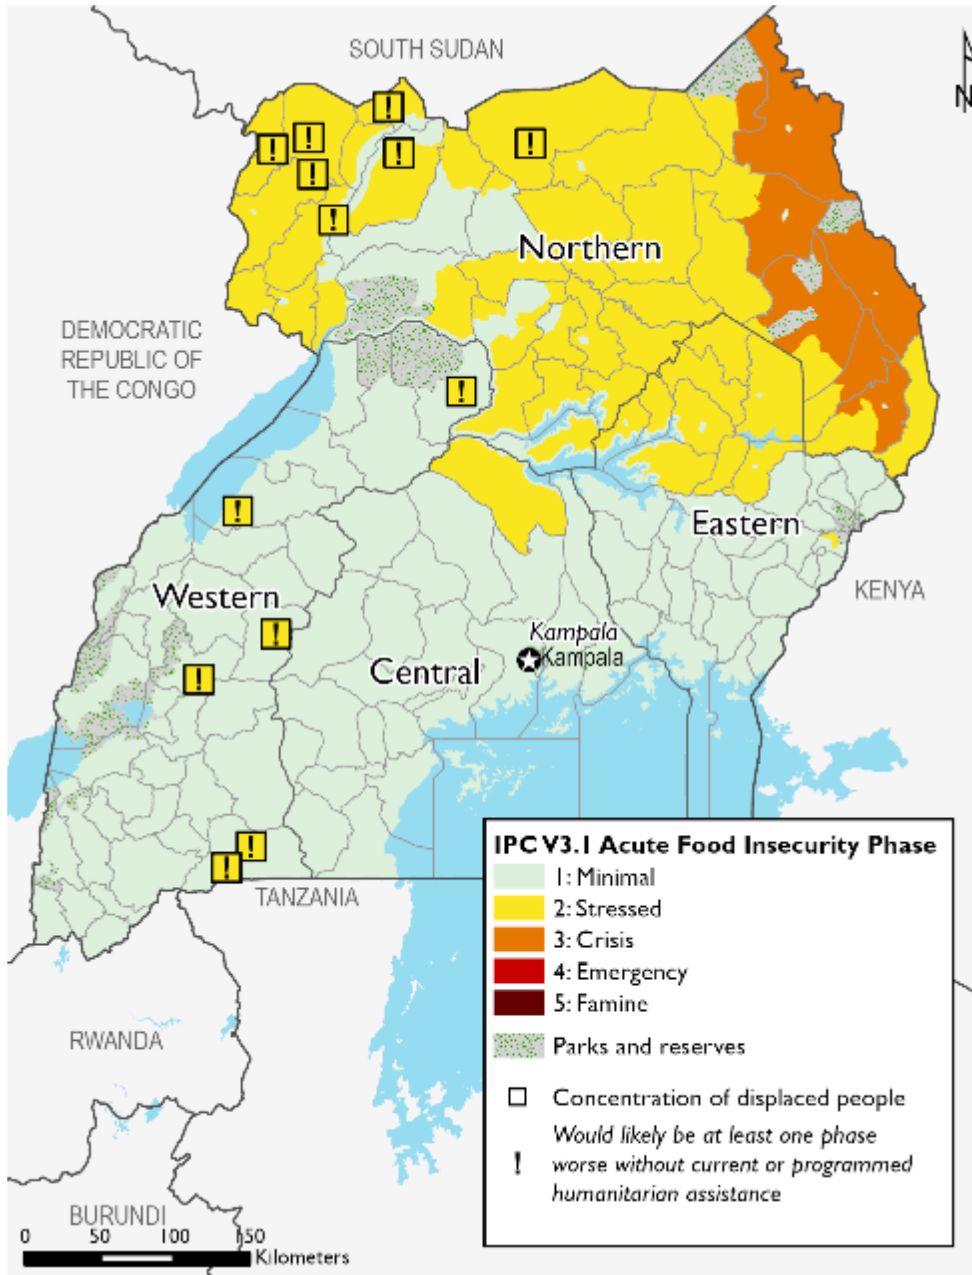 SOUTH SUDAN
N
!
!
!
!
!
!
!
Northern
DEMOCRATIC
REPUBLIC OF
THE CONGO
!
!
Eastern
KENYA
Western
!
Kampala
Kampala
Central
!
!
!
TANZANIA
RWANDA
BURUNDI
0 50 100 150
Kilometers
IPC V3.1 Acute Food Insecurity Phase
1: Minimal
2: Stressed
3: Crisis
4: Emergency
5: Famine
Parks and reserves
Concentration of displaced people
Would likely be at least one phase
! worse without current or programmed
humanitarian assistance